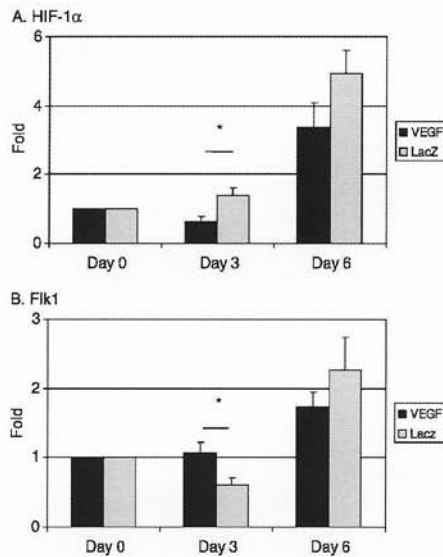 A. HIF-1α
6
4
2
0
Fold
*
VEGF
LacZ
Day 0 Day 3 Day 6
B. Flk1
3
2
1
0
Fold
*
VEGF
Lacz
Day 0 Day 3 Day 6